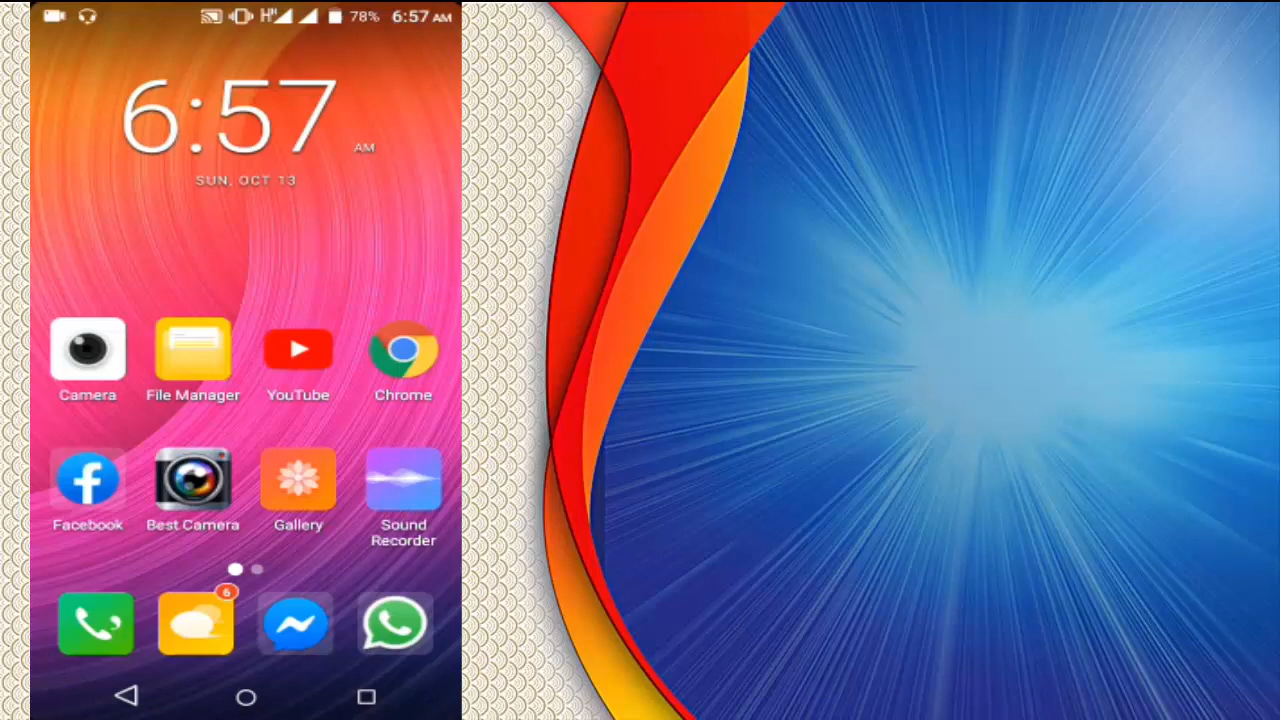 H 78% 6:57 AM
6:57 AM
SUN, OCT 13
Camera File Manager YouTube Chrome
Facebook Best Camera Gallery Sound Recorder
6